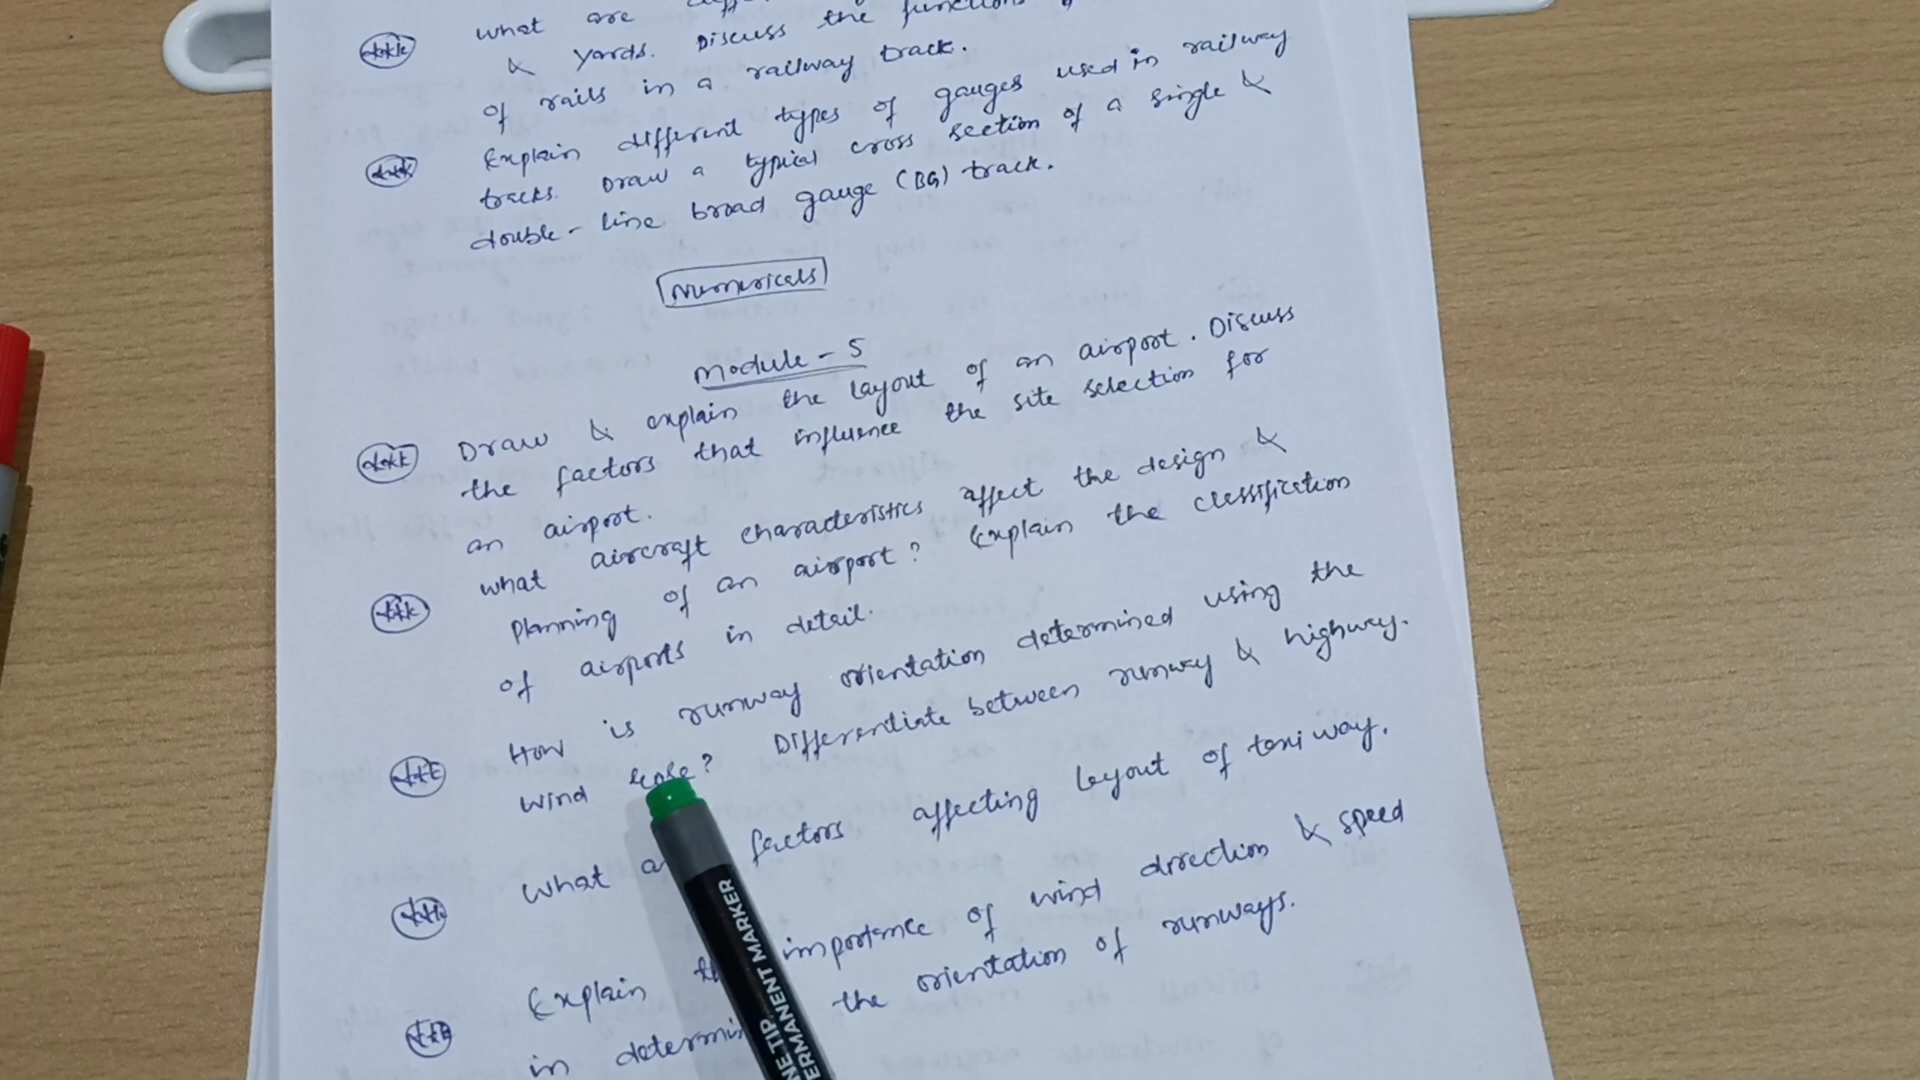 *** what are
& yards. Discuss the functions
of rails in a railway track.
*** Explain different types of gauges used in railway
tracks. Draw a typical cross section of a single &
double-line broad gauge (BG) track.
Numericals
Module-5
*** Draw & explain the layout of an airport. Discuss
the factors that influence the site selection for
an airport.
*** what aircraft characteristics affect the design &
planning of an airport? Explain the classification
of airports in detail.
*** How is runway orientation determined using the
wind rose? Differentiate between runway & highway.
*** What factors affecting layout of taxiway.
*** Explain importance of wind direction & speed
in the orientation of runways.
NE TIP
ERMANENT MARKER